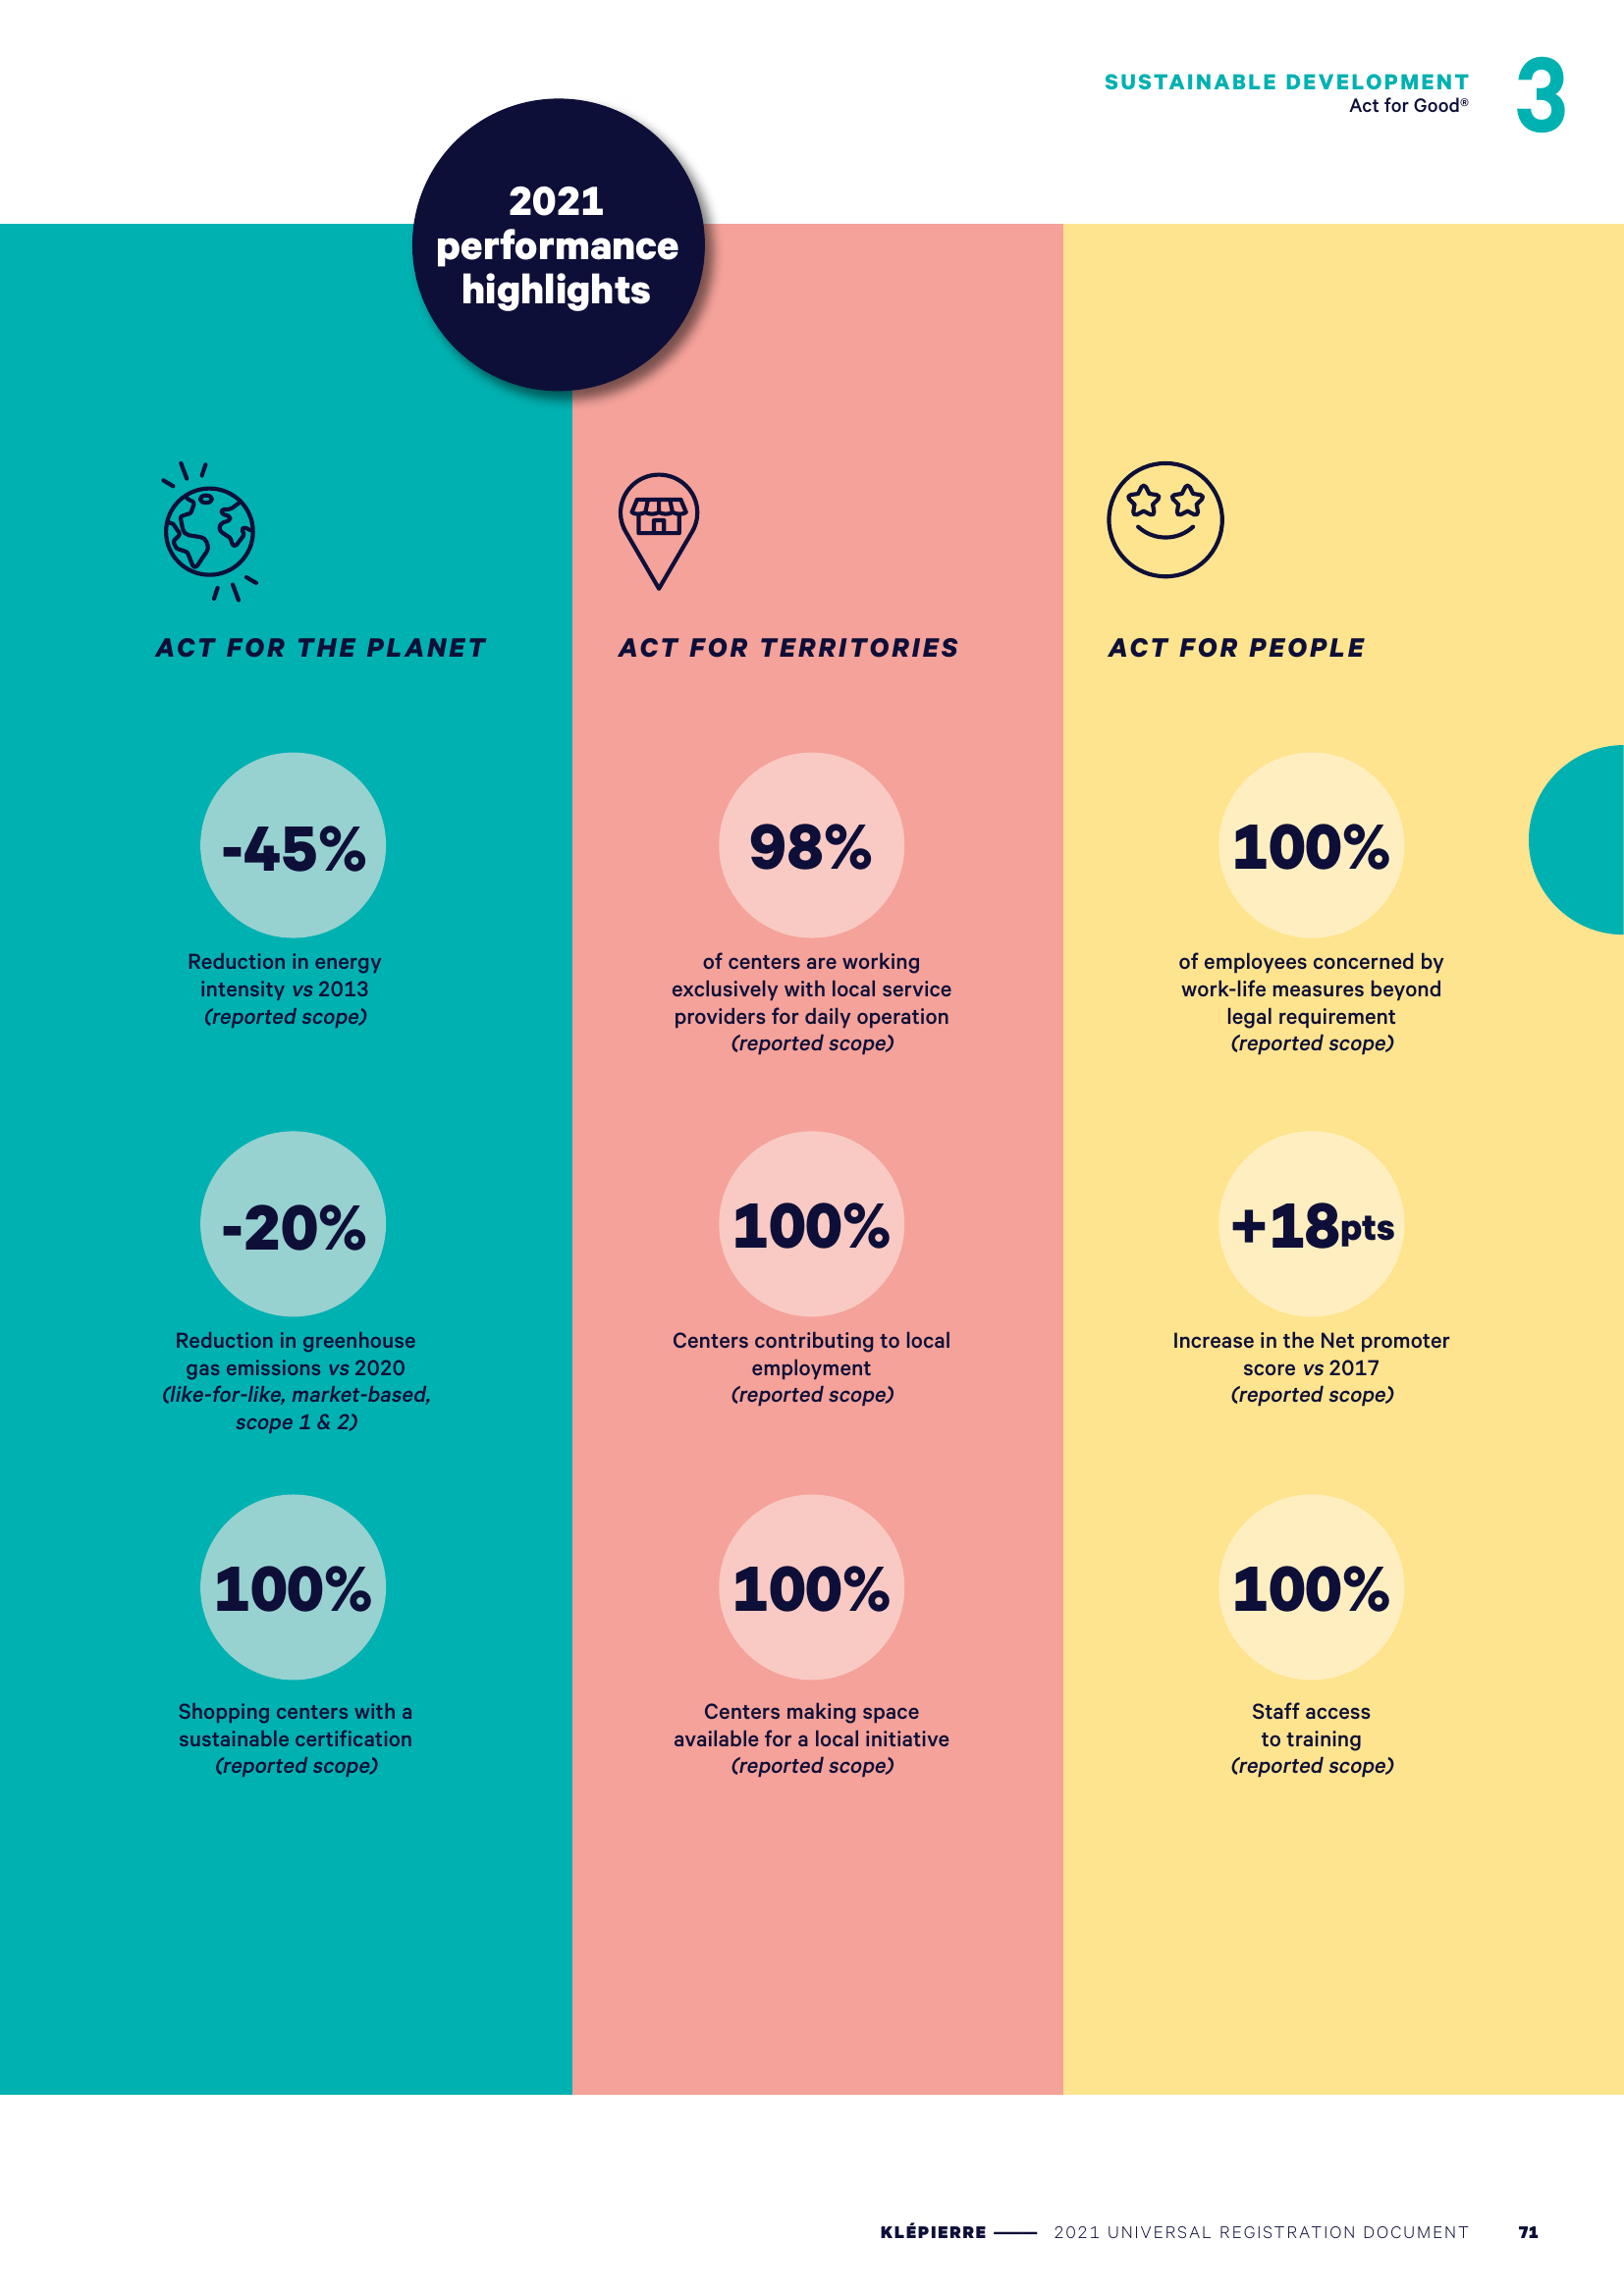 SUSTAINABLE DEVELOPMENT
Act for Good®
3
2021
performance
highlights
ACT FOR THE PLANET
-45%
Reduction in energy
intensity vs 2013
(reported scope)
-20%
Reduction in greenhouse
gas emissions vs 2020
(like-for-like, market-based,
scope 1 & 2)
100%
Shopping centers with a
sustainable certification
(reported scope)
ACT FOR TERRITORIES
98%
of centers are working
exclusively with local service
providers for daily operation
(reported scope)
100%
Centers contributing to local
employment
(reported scope)
100%
Centers making space
available for a local initiative
(reported scope)
ACT FOR PEOPLE
100%
of employees concerned by
work-life measures beyond
legal requirement
(reported scope)
+18pts
Increase in the Net promoter
score vs 2017
(reported scope)
100%
Staff access
to training
(reported scope)
KLÉPIERRE —— 2021 UNIVERSAL REGISTRATION DOCUMENT 71